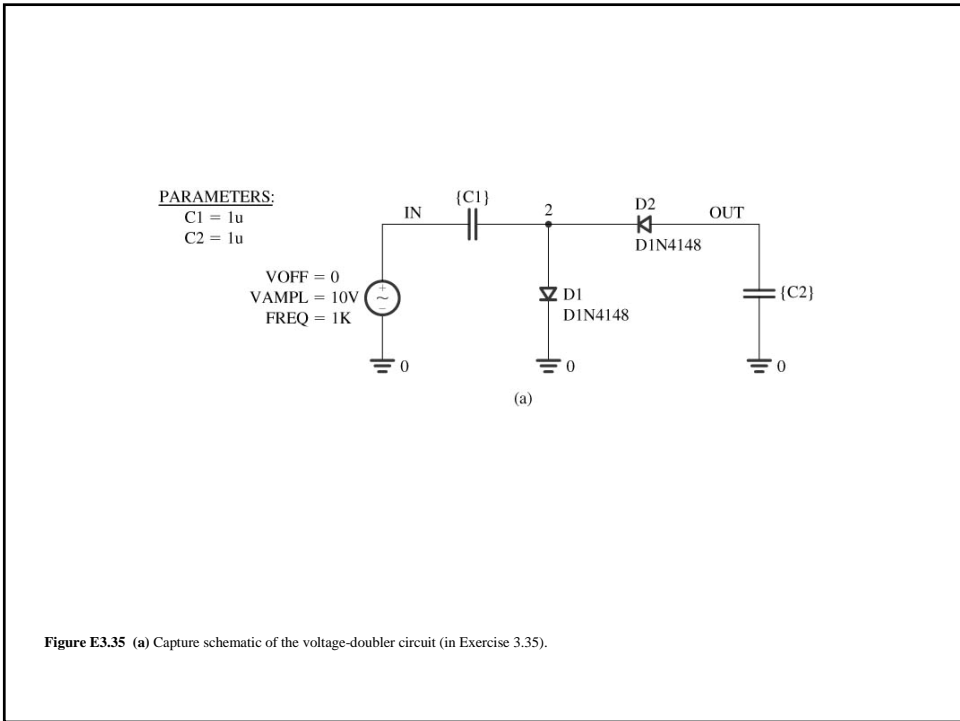 PARAMETERS:
C1 = 1u
C2 = 1u
VOFF = 0
VAMPL = 10V
FREQ = 1K
+
~
−
0
IN
{C1}
2
D1
D1N4148
0
D2
D1N4148
OUT
{C2}
0
(a)
Figure E3.35 (a) Capture schematic of the voltage-doubler circuit (in Exercise 3.35).